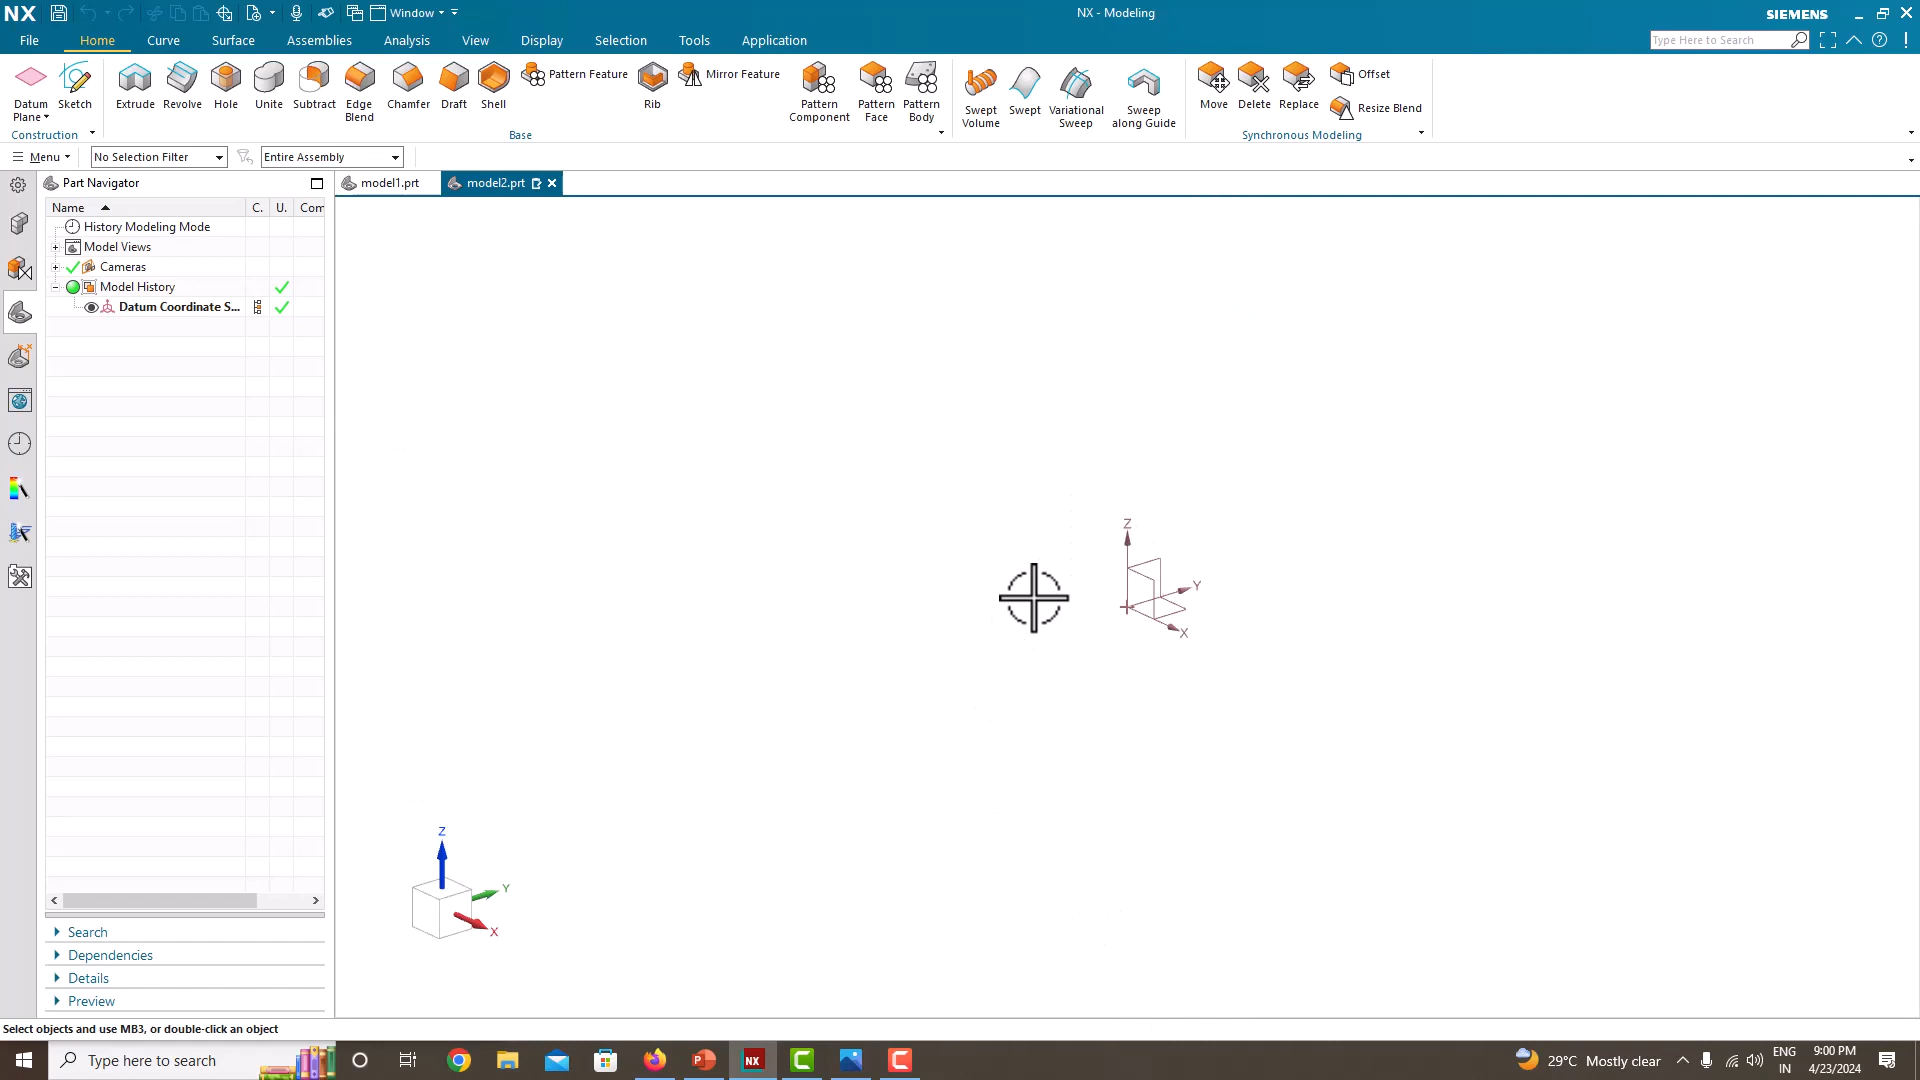 NX
Window
NX - Modeling
SIEMENS
File
Home
Curve
Surface
Assemblies
Analysis
View
Display
Selection
Tools
Application
Type Here to Search
Datum
Plane
Sketch
Extrude
Revolve
Hole
Unite
Subtract
Edge
Blend
Chamfer
Draft
Shell
Pattern Feature
Rib
Mirror Feature
Pattern
Component
Pattern
Face
Pattern
Body
Swept
Volume
Swept
Variational
Sweep
Sweep
along Guide
Move
Delete
Replace
Offset
Resize Blend
Construction
Base
Synchronous Modeling
Menu
No Selection Filter
Entire Assembly
Part Navigator
model1.prt
model2.prt
Name
C.
U.
Com
History Modeling Mode
Model Views
Cameras
Model History
Datum Coordinate S...
Z
Y
X
Z
Y
X
Search
Dependencies
Details
Preview
Select objects and use MB3, or double-click an object
Type here to search
NX
29°C Mostly clear
ENG
IN
9:00 PM
4/23/2024